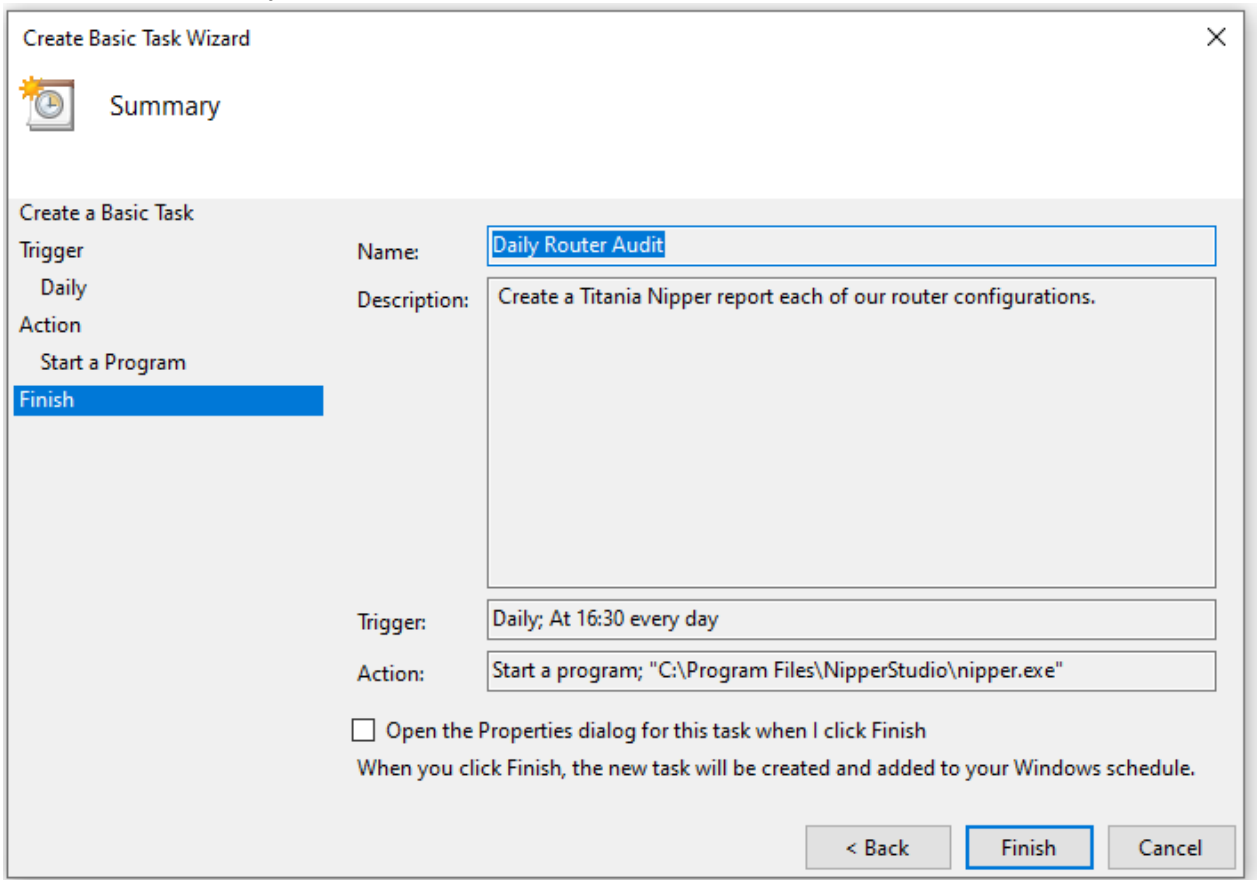 Create Basic Task Wizard
Summary
Create a Basic Task
Trigger
Daily
Action
Start a Program
Finish
Name: Daily Router Audit
Description: Create a Titania Nipper report each of our router configurations.
Trigger: Daily; At 16:30 every day
Action: Start a program; "C:\Program Files\NipperStudio\nipper.exe"
Open the Properties dialog for this task when I click Finish
When you click Finish, the new task will be created and added to your Windows schedule.
< Back Finish Cancel